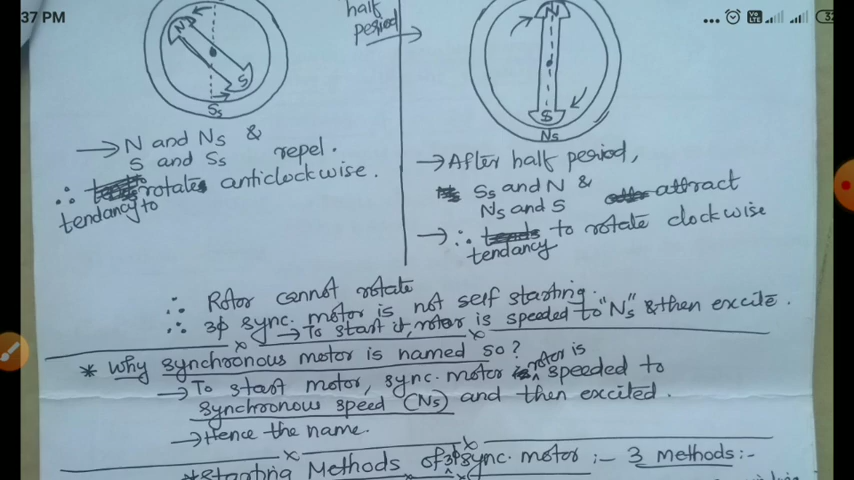 37 PM
half
period
N
S
Ss
N
S
Ns
→ N and Ns &
S and Ss repel.
∴ rotates anticlockwise.
tendancy to
→ After half period,
Ss and N &
Ns and S attract
→ ∴ to rotate clockwise
tendancy
∴ Rotor cannot rotate
∴ 3ϕ sync. motor is not self starting.
→ To start it, rotor is speeded to "Ns" & then excite.
* Why synchronous motor is named so?
→ To start motor, sync. motor rotor is speeded to
synchronous speed (Ns) and then excited.
→ Hence the name.
* Starting Methods of 3ϕ sync. motor :- 3 methods :-